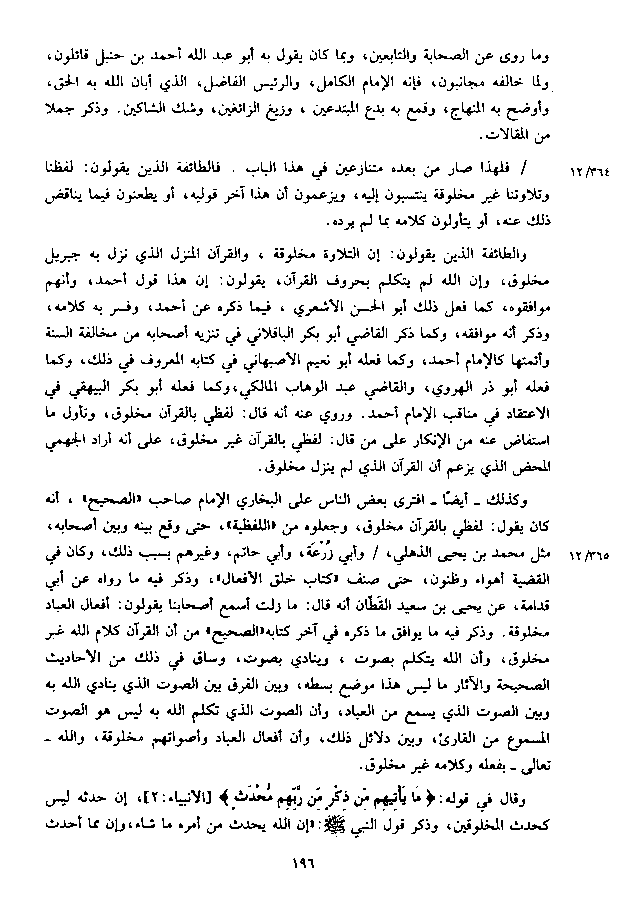 وما روى عن الصحابة والتابعين، وبما كان يقول به أبو عبد الله أحمد بن حنبل قائلون،
ولما خالفه مجانبون، فإنه الإمام الكامل، والرئيس الفاضل، الذي أبان الله به الحق،
وأوضح به المنهاج، وقمع به بدع المبتدعين ، وزيغ الزائغين، وشك الشاكين. وذكر جملا
من المقالات.
١٢/٣٦٤
/ فلهذا صار من بعده متنازعين في هذا الباب . فالطائفة الذين يقولون: لفظنا
وتلاوتنا غير مخلوقة ينتسبون إليه، ويزعمون أن هذا آخر قوليه، أو يطعنون فيما يناقض
ذلك عنه، أو يتأولون كلامه بما لم يرده.
والطائفة الذين يقولون: إن التلاوة مخلوقة ، والقرآن المنزل الذي نزل به جبريل
مخلوق، وإن الله لم يتكلم بحروف القرآن، يقولون: إن هذا قول أحمد، وأنهم
موافقوه، كما فعل ذلك أبو الحسن الأشعري ، فيما ذكره عن أحمد، وفسر به كلامه،
وذكر أنه موافقه، وكما ذكر القاضي أبو بكر الباقلاني في تنزيه أصحابه من مخالفة السنة
وأئمتها كالإمام أحمد، وكما فعله أبو نعيم الأصبهاني في كتابه المعروف في ذلك، وكما
فعله أبو ذر الهروي، والقاضي عبد الوهاب المالكي،وكما فعله أبو بكر البيهقي في
الاعتقاد في مناقب الإمام أحمد. وروي عنه أنه قال: لفظي بالقرآن مخلوق، وتأول ما
استفاض عنه من الإنكار على من قال: لفظي بالقرآن غير مخلوق، على أنه أراد الجهمي
المحض الذي يزعم أن القرآن الذي لم ينزل مخلوق.
وكذلك ـ أيضًا ـ افترى بعض الناس على البخاري الإمام صاحب «الصحيح» ، أنه
كان يقول: لفظي بالقرآن مخلوق، وجعلوه من «اللفظية»، حتى وقع بينه وبين أصحابه،
١٢/٣٦٥
مثل محمد بن يحيى الذهلي، / وأبي زُرْعَة، وأبي حاتم، وغيرهم بسبب ذلك، وكان في
القضية أهواء وظنون، حتى صنف «كتاب خلق الأفعال»، وذكر فيه ما رواه عن أبي
قدامة، عن يحيى بن سعيد القطَّان أنه قال: ما زلت أسمع أصحابنا يقولون: أفعال العباد
مخلوقة. وذكر فيه ما يوافق ما ذكره في آخر كتابه«الصحيح» من أن القرآن كلام الله غير
مخلوق، وأن الله يتكلم بصوت ، وينادي بصوت، وساق في ذلك من الأحاديث
الصحيحة والآثار ما ليس هذا موضع بسطه، وبين الفرق بين الصوت الذي ينادي الله به
وبين الصوت الذي يسمع من العباد، وأن الصوت الذي تكلم الله به ليس هو الصوت
المسموع من القارئ، وبين دلائل ذلك، وأن أفعال العباد وأصواتهم مخلوقة، والله ـ
تعالى ـ بفعله وكلامه غير مخلوق.
وقال في قوله: ﴿ مَا يَأْتِيهِم مِّن ذِكْرٍ مِّن رَّبِّهِم مُّحْدَثٍ ﴾ [الأنبياء:٢]، إن حدثه ليس
كحدث المخلوقين، وذكر قول النبي ﷺ:«إن الله يحدث من أمره ما شاء،وإن مما أحدث
١٩٦